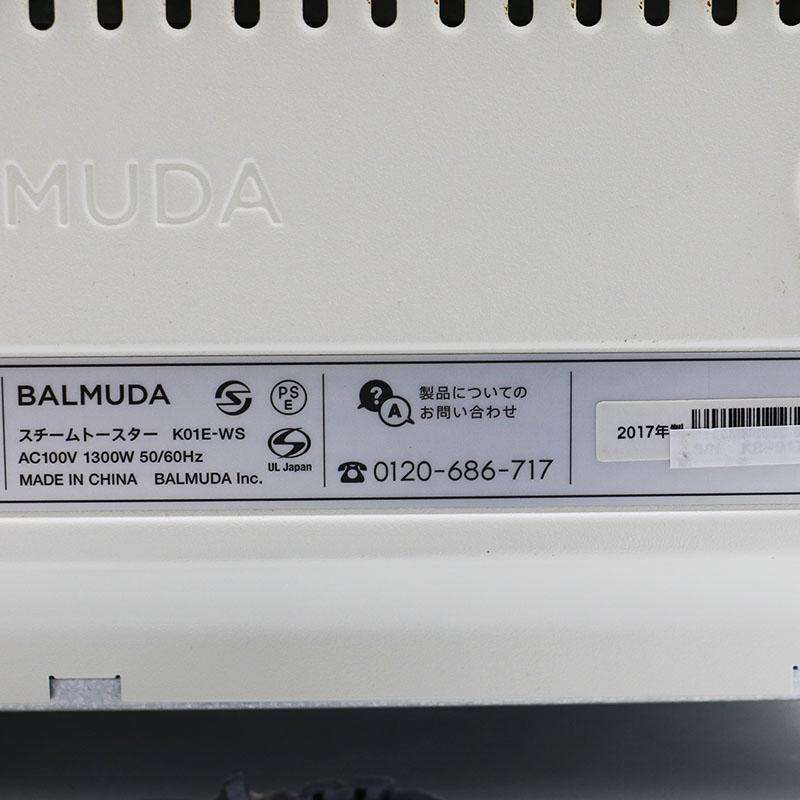 MUDA
BALMUDA
PS
E
スチームトースター K01E-WS
AC100V 1300W 50/60Hz
UL Japan
MADE IN CHINA BALMUDA Inc.
?
A
製品についての
お問い合わせ
0120-686-717
2017年製